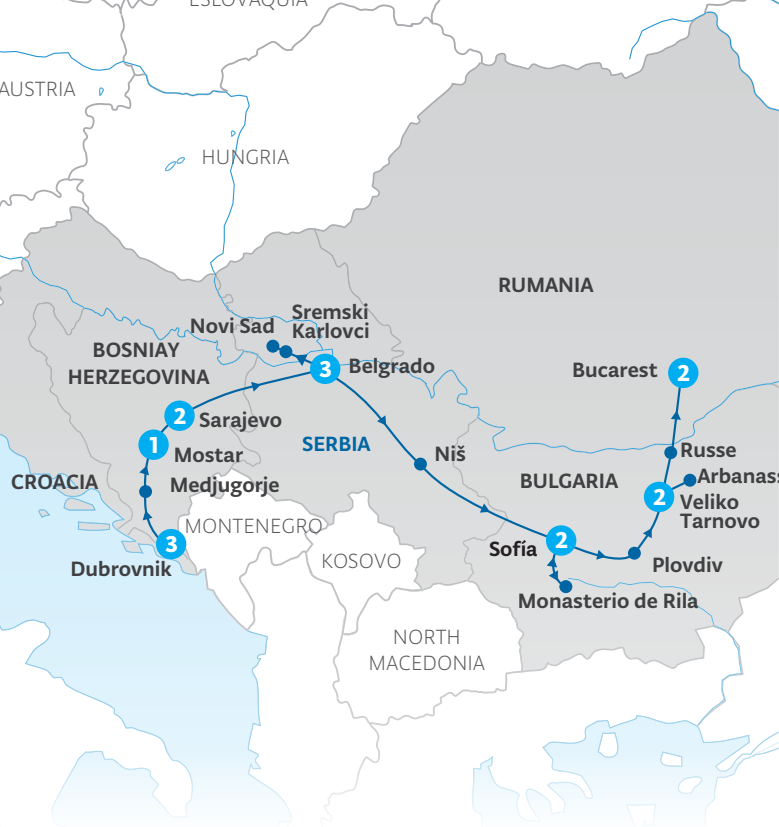 ESLOVAQUIA
AUSTRIA
HUNGRIA
RUMANIA
Sremski
Karlovci
Novi Sad
BOSNIAY
HERZEGOVINA
3
Belgrado
Bucarest
2
2
Sarajevo
1
Mostar
SERBIA
Niš
Russe
CROACIA
Medjugorje
BULGARIA
Arbanass
2
Veliko
Tarnovo
MONTENEGRO
3
Dubrovnik
KOSOVO
Sofía
2
Plovdiv
Monasterio de Rila
NORTH
MACEDONIA